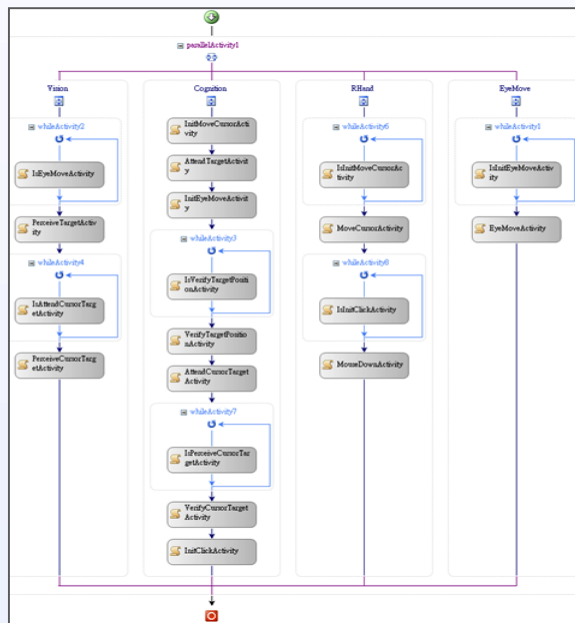 parallelActivity1
Vision
whileActivity2
IsEyeMoveActivity
PerceiveTargetActiv
ity
whileActivity4
IsAttendCursorTarg
etActivity
PerceiveCursorTarg
etActivity
Cognition
InitMoveCursorActi
vity
AttendTargetActivit
y
InitEyeMoveActivit
y
whileActivity3
IsVerifyTargetPositi
onActivity
VerifyTargetPositio
nActivity
AttendCursorTarget
Activity
whileActivity7
IsPerceiveCursorTar
getActivity
VerifyCursorTarget
Activity
InitClickActivity
RHand
whileActivity6
IsInitMoveCursorAc
tivity
MoveCursorActivity
whileActivity8
IsInitClickActivity
MouseDownActivity
EyeMove
whileActivity1
IsInitEyeMoveActiv
ity
EyeMoveActivity